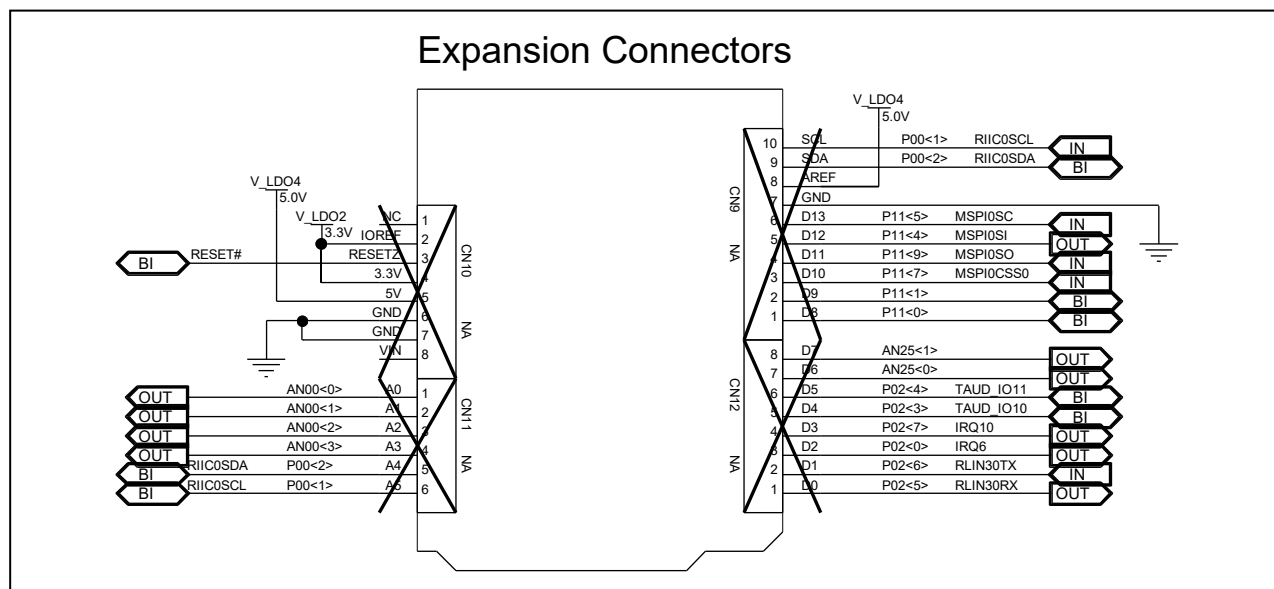 Expansion Connectors
V_LDO4
5.0V
10 SCL P00<1> RIIC0SCL IN
9 SDA P00<2> RIIC0SDA BI
8 AREF
7 GND
6 D13 P11<5> MSPI0SC IN
5 D12 P11<4> MSPI0SI OUT
4 D11 P11<9> MSPI0SO IN
3 D10 P11<7> MSPI0CSS0 IN
2 D9 P11<1> BI
1 D8 P11<0> BI
CN9
NA
V_LDO4
5.0V
V_LDO2
3.3V
NC 1
IOREF 2
BI RESET# RESETZ 3
3.3V 4
5V 5
GND 6
GND 7
VIN 8
CN10
NA
OUT AN00<0> A0 1
OUT AN00<1> A1 2
OUT AN00<2> A2 3
OUT AN00<3> A3 4
BI RIIC0SDA P00<2> A4 5
BI RIIC0SCL P00<1> A5 6
CN11
NA
8 D7 AN25<1> OUT
7 D6 AN25<0> OUT
6 D5 P02<4> TAUD_IO11 BI
5 D4 P02<3> TAUD_IO10 BI
4 D3 P02<7> IRQ10 OUT
3 D2 P02<0> IRQ6 OUT
2 D1 P02<6> RLIN30TX IN
1 D0 P02<5> RLIN30RX OUT
CN12
NA